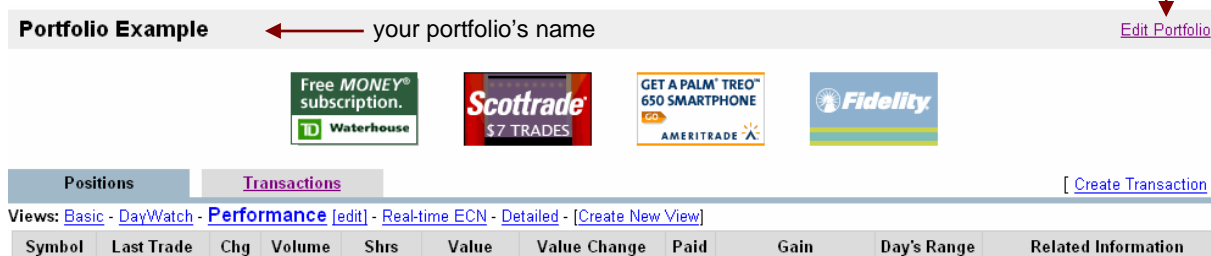 Portfolio Example your portfolio's name Edit Portfolio
Free MONEY®
subscription.
TD Waterhouse
Scottrade®
$7 TRADES
GET A PALM® TREO™
650 SMARTPHONE
GO
AMERITRADE
Fidelity
Positions Transactions [ Create Transaction
Views: Basic - DayWatch - Performance [edit] - Real-time ECN - Detailed - [Create New View]
Symbol Last Trade Chg Volume Shrs Value Value Change Paid Gain Day's Range Related Information